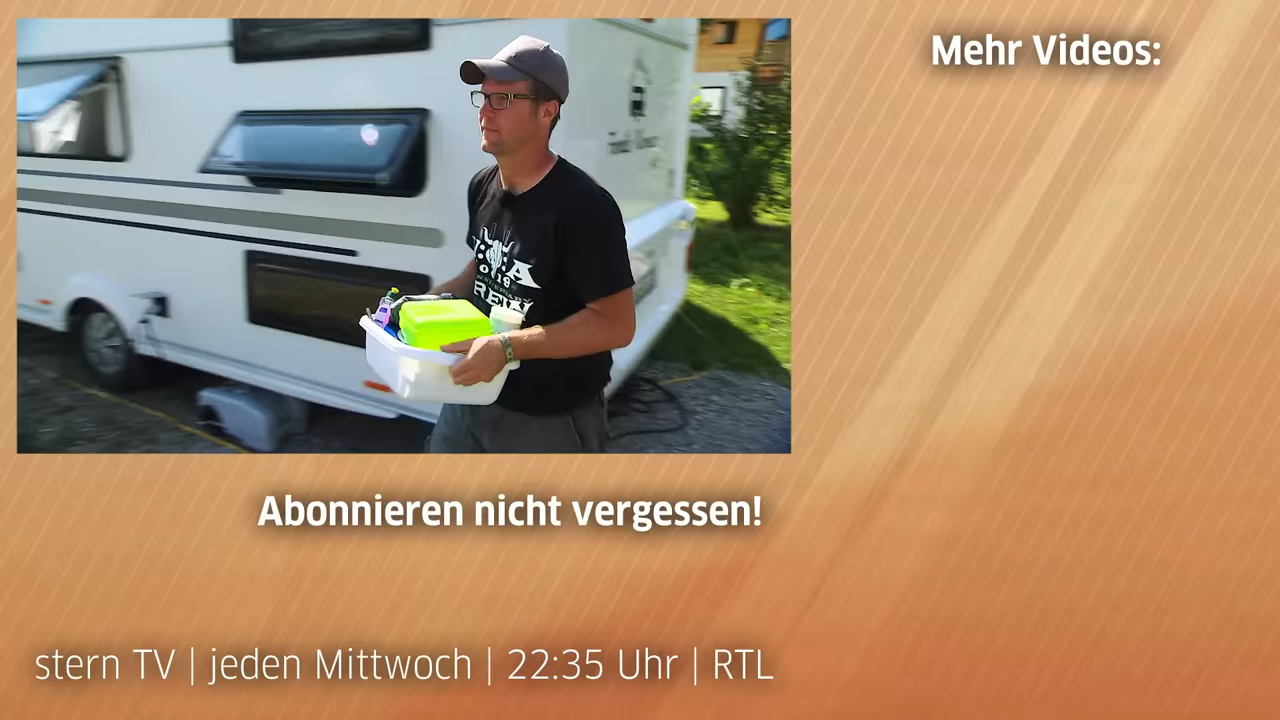 Mehr Videos:
Abonnieren nicht vergessen!
stern TV | jeden Mittwoch | 22:35 Uhr | RTL